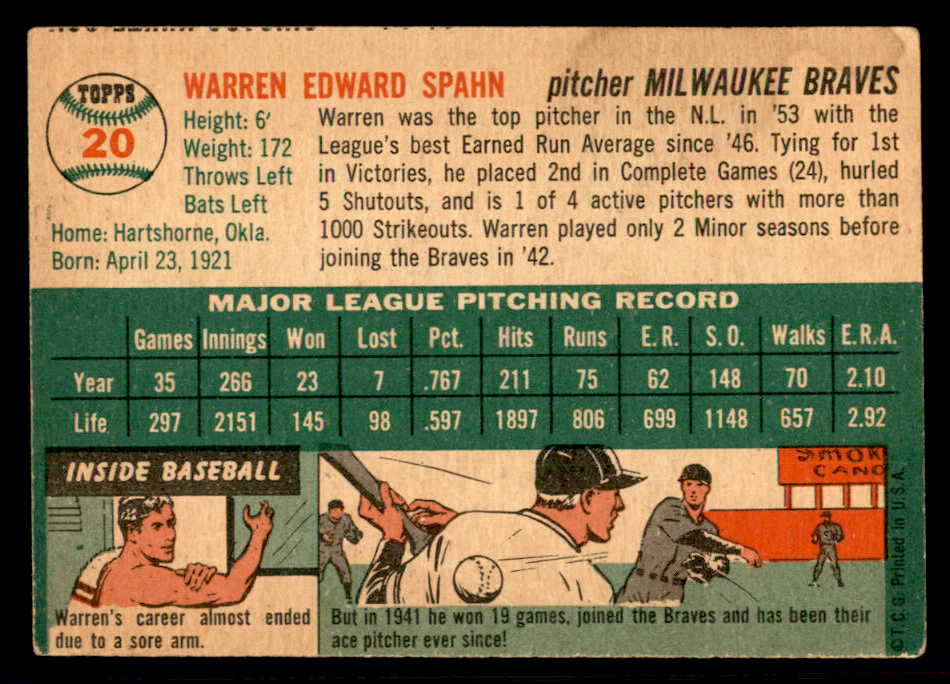 TOPPS
20
WARREN EDWARD SPAHN pitcher MILWAUKEE BRAVES
Height: 6'
Weight: 172
Throws Left
Bats Left
Home: Hartshorne, Okla.
Born: April 23, 1921
Warren was the top pitcher in the N.L. in '53 with the
League's best Earned Run Average since '46. Tying for 1st
in Victories, he placed 2nd in Complete Games (24), hurled
5 Shutouts, and is 1 of 4 active pitchers with more than
1000 Strikeouts. Warren played only 2 Minor seasons before
joining the Braves in '42.
MAJOR LEAGUE PITCHING RECORD
Games Innings Won Lost Pct. Hits Runs E.R. S.O. Walks E.R.A.
Year 35 266 23 7 .767 211 75 62 148 70 2.10
Life 297 2151 145 98 .597 1897 806 699 1148 657 2.92
INSIDE BASEBALL
SMOK
CAND
Warren's career almost ended
due to a sore arm.
But in 1941 he won 19 games, joined the Braves and has been their
ace pitcher ever since!
© T.C.G. Printed in U.S.A.